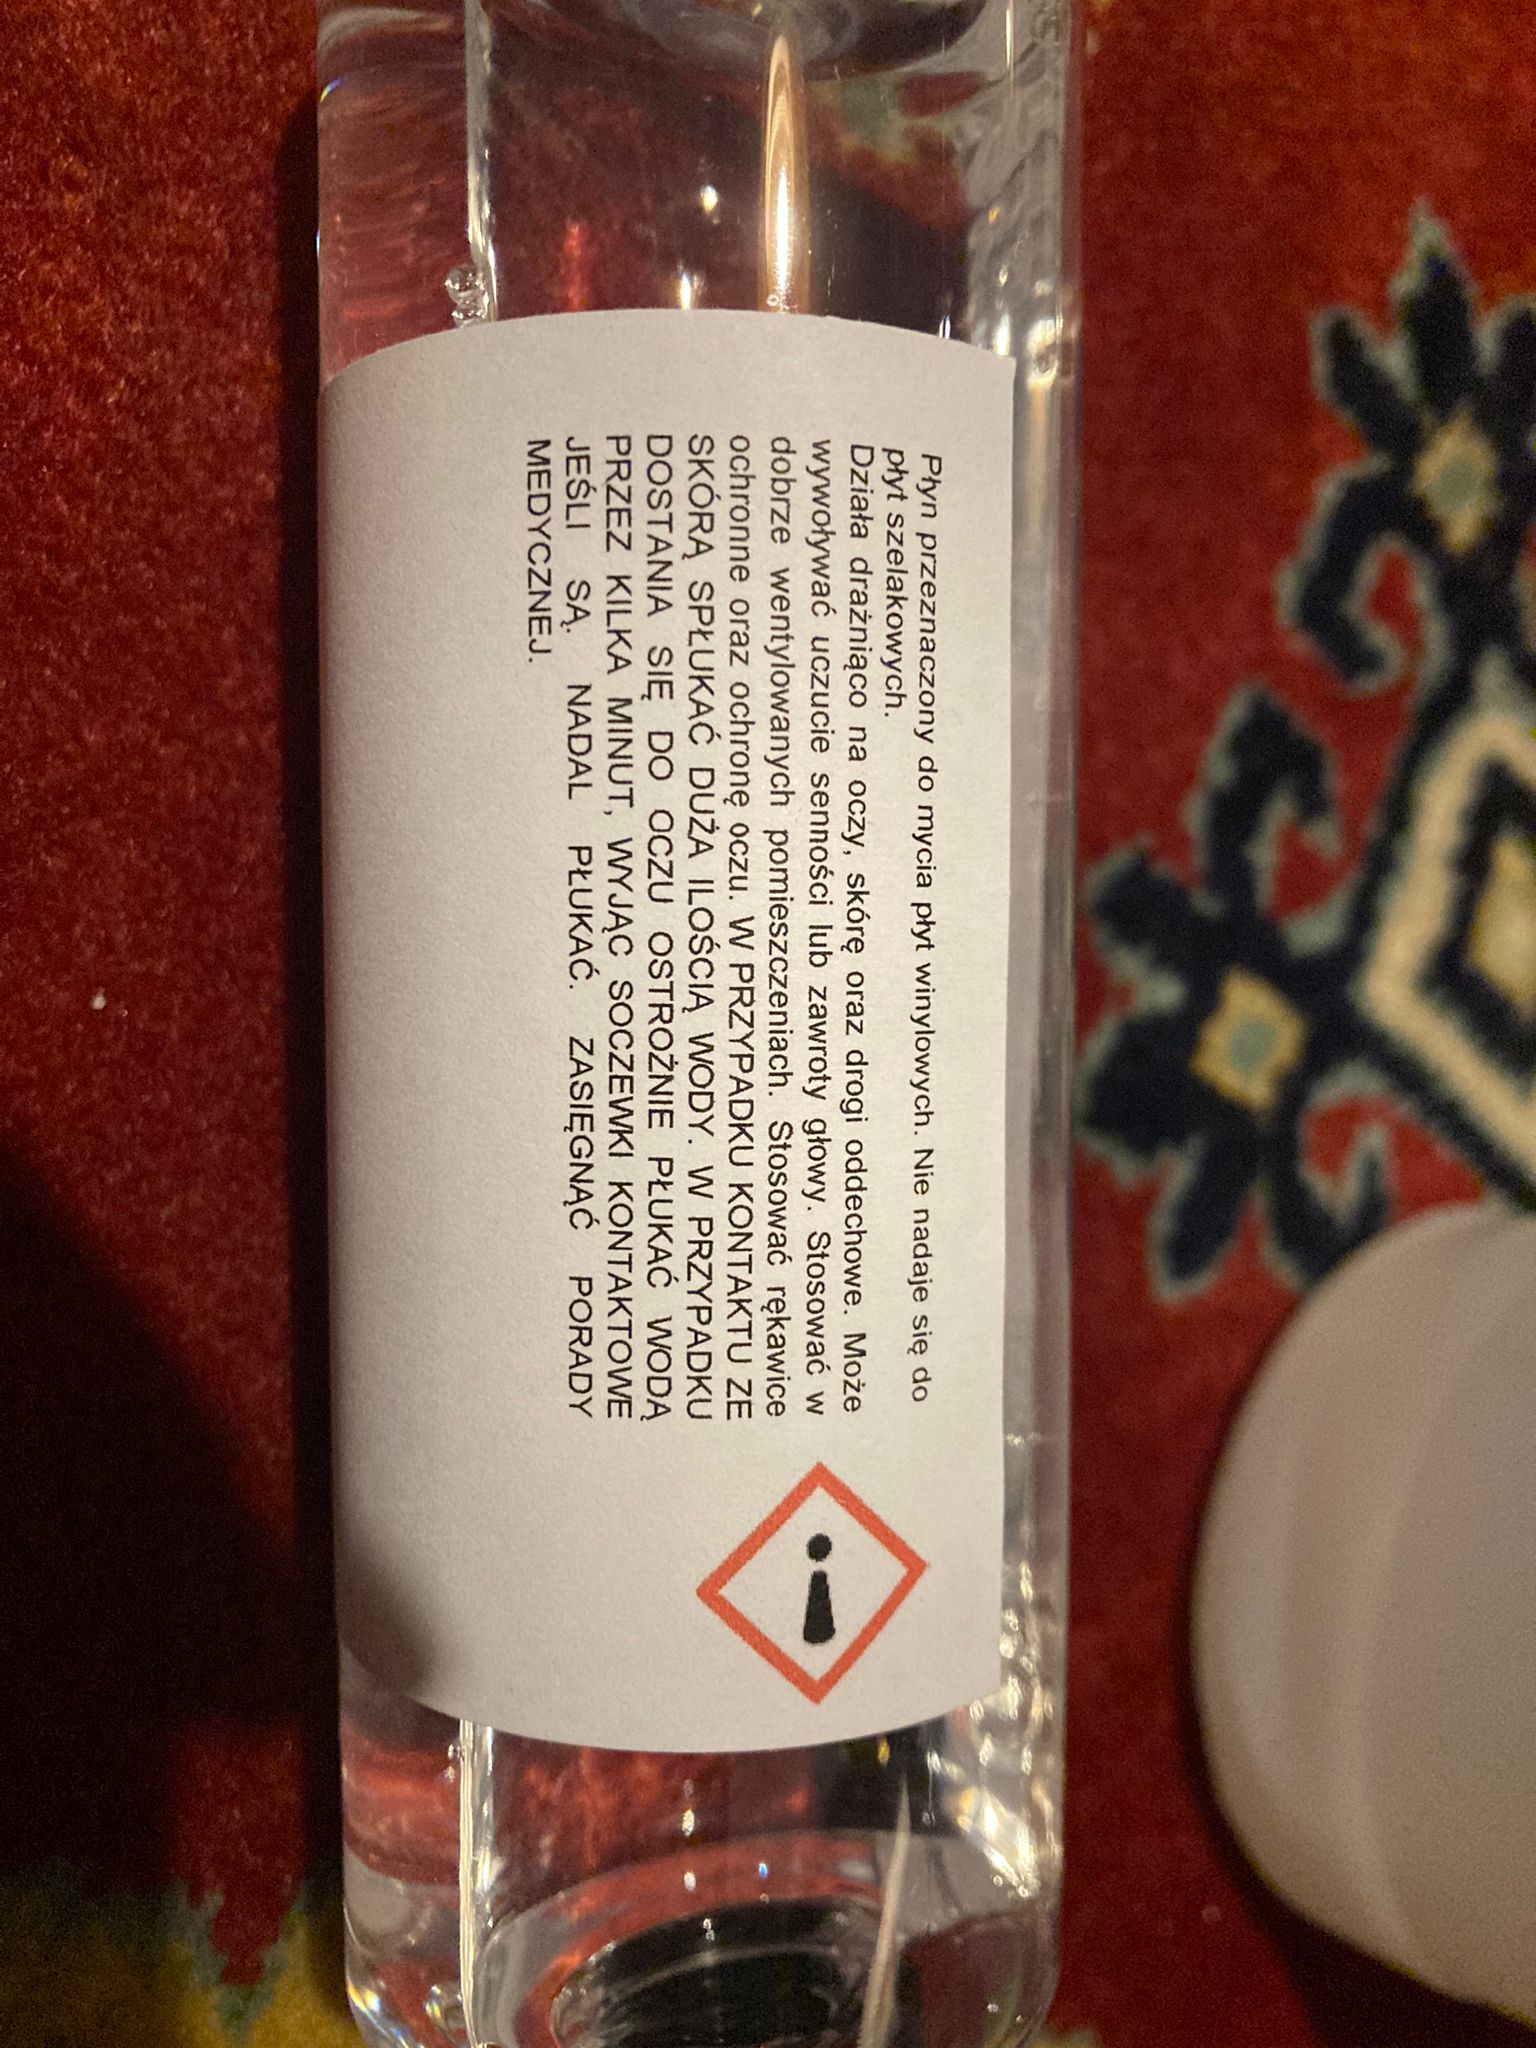 Płyn przeznaczony do mycia płyt winylowych. Nie nadaje się do
płyt szelakowych.
Działa drażniąco na oczy, skórę oraz drogi oddechowe. Może
wywoływać uczucie senności lub zawroty głowy. Stosować w
dobrze wentylowanych pomieszczeniach. Stosować rękawice
ochronne oraz ochronę oczu. W PRZYPADKU KONTAKTU ZE
SKÓRĄ SPŁUKAĆ DUŻA ILOŚCIĄ WODY. W PRZYPADKU
DOSTANIA SIĘ DO OCZU OSTROŻNIE PŁUKAĆ WODĄ
PRZEZ KILKA MINUT, WYJĄC SOCZEWKI KONTAKTOWE
JEŚLI SĄ. NADAL PŁUKAĆ. ZASIĘGNĄĆ PORADY
MEDYCZNEJ.